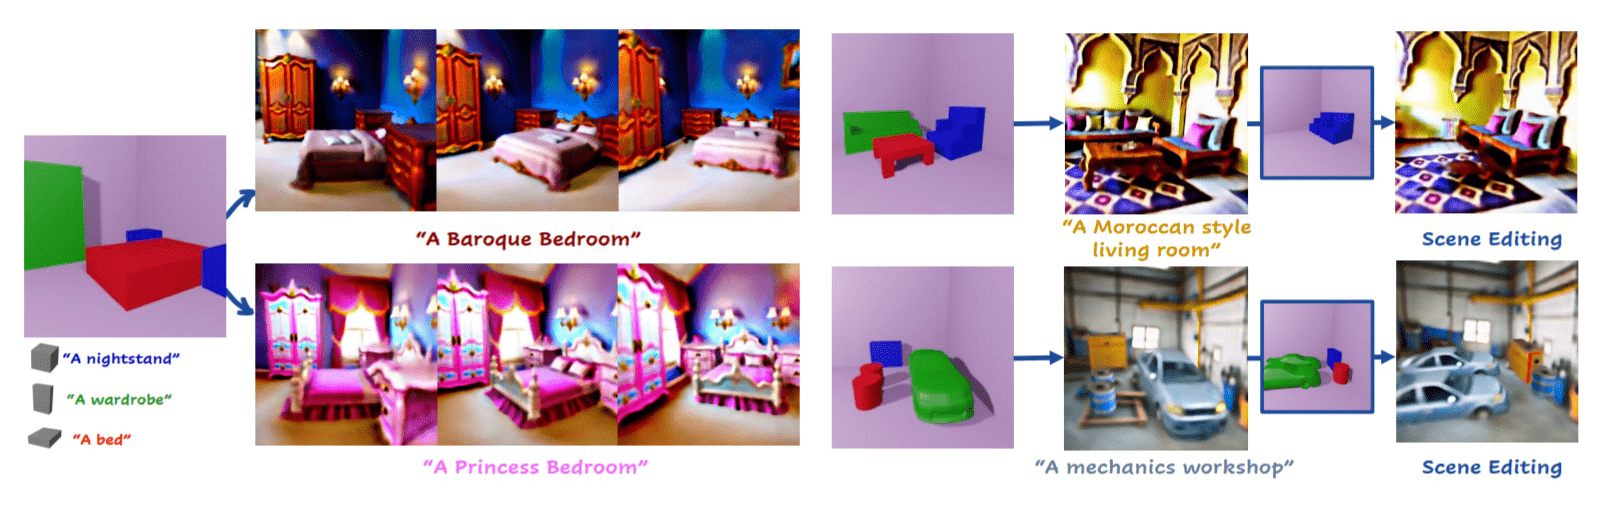 “A nightstand”
“A wardrobe”
“A bed”
“A Baroque Bedroom”
“A Princess Bedroom”
“A Moroccan style
living room”
Scene Editing
“A mechanics workshop”
Scene Editing